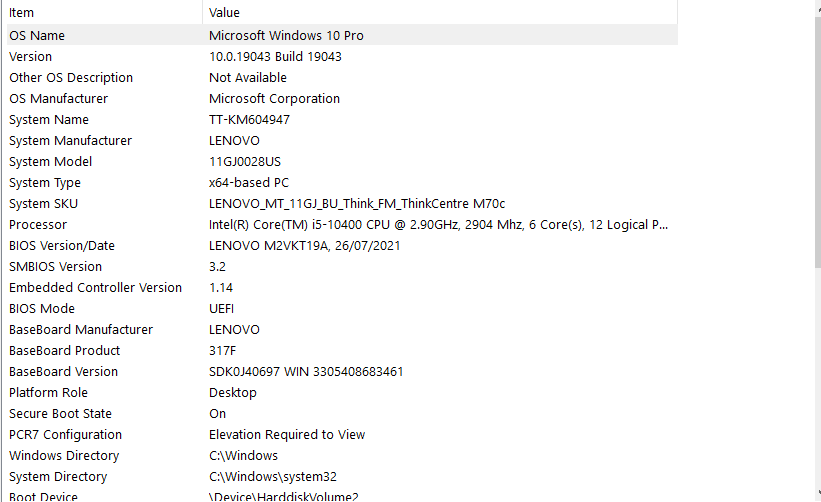 Item Value
OS Name Microsoft Windows 10 Pro
Version 10.0.19043 Build 19043
Other OS Description Not Available
OS Manufacturer Microsoft Corporation
System Name TT-KM604947
System Manufacturer LENOVO
System Model 11GJ0028US
System Type x64-based PC
System SKU LENOVO_MT_11GJ_BU_Think_FM_ThinkCentre M70c
Processor Intel(R) Core(TM) i5-10400 CPU @ 2.90GHz, 2904 Mhz, 6 Core(s), 12 Logical P...
BIOS Version/Date LENOVO M2VKT19A, 26/07/2021
SMBIOS Version 3.2
Embedded Controller Version 1.14
BIOS Mode UEFI
BaseBoard Manufacturer LENOVO
BaseBoard Product 317F
BaseBoard Version SDK0J40697 WIN 3305408683461
Platform Role Desktop
Secure Boot State On
PCR7 Configuration Elevation Required to View
Windows Directory C:\Windows
System Directory C:\Windows\system32
Boot Device \Device\HarddiskVolume2